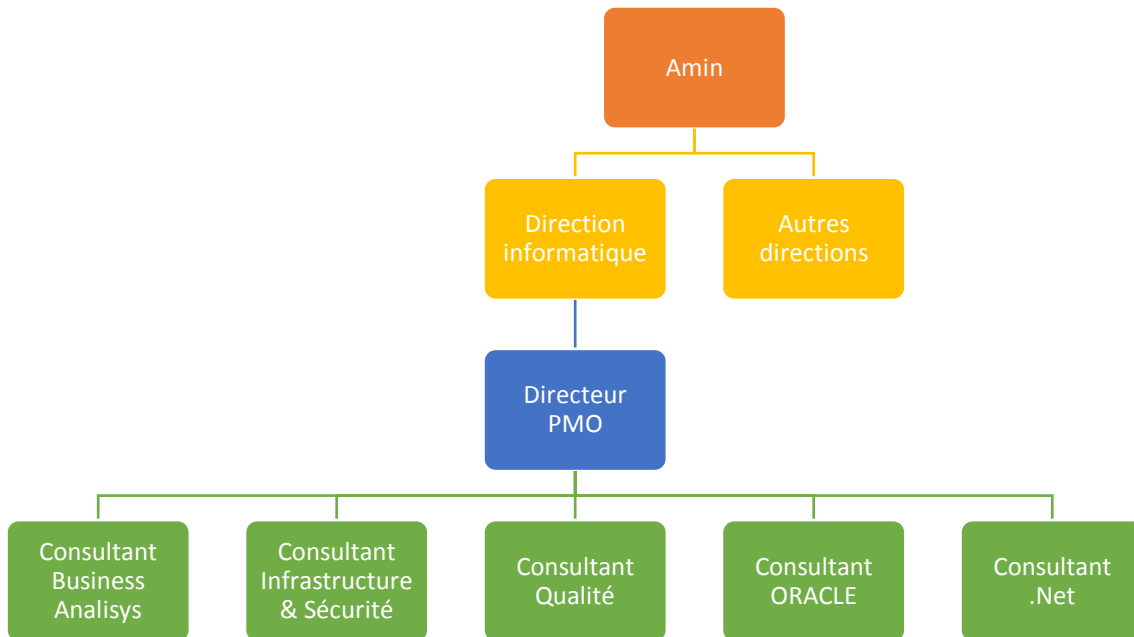 Amin
Direction
informatique
Autres
directions
Directeur
PMO
Consultant
Business
Analisys
Consultant
Infrastructure
& Sécurité
Consultant
Qualité
Consultant
ORACLE
Consultant
.Net